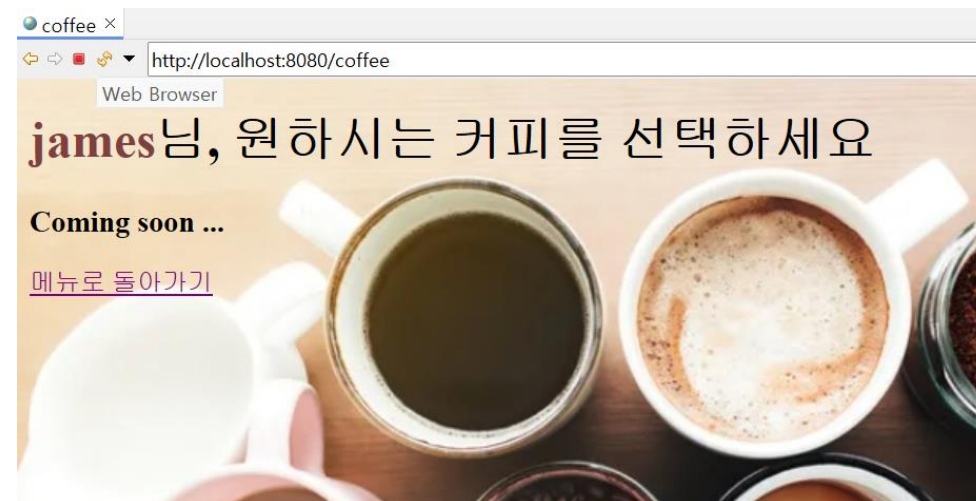 coffee
http://localhost:8080/coffee
Web Browser
james님, 원하시는 커피를 선택하세요
Coming soon ...
메뉴로 돌아가기